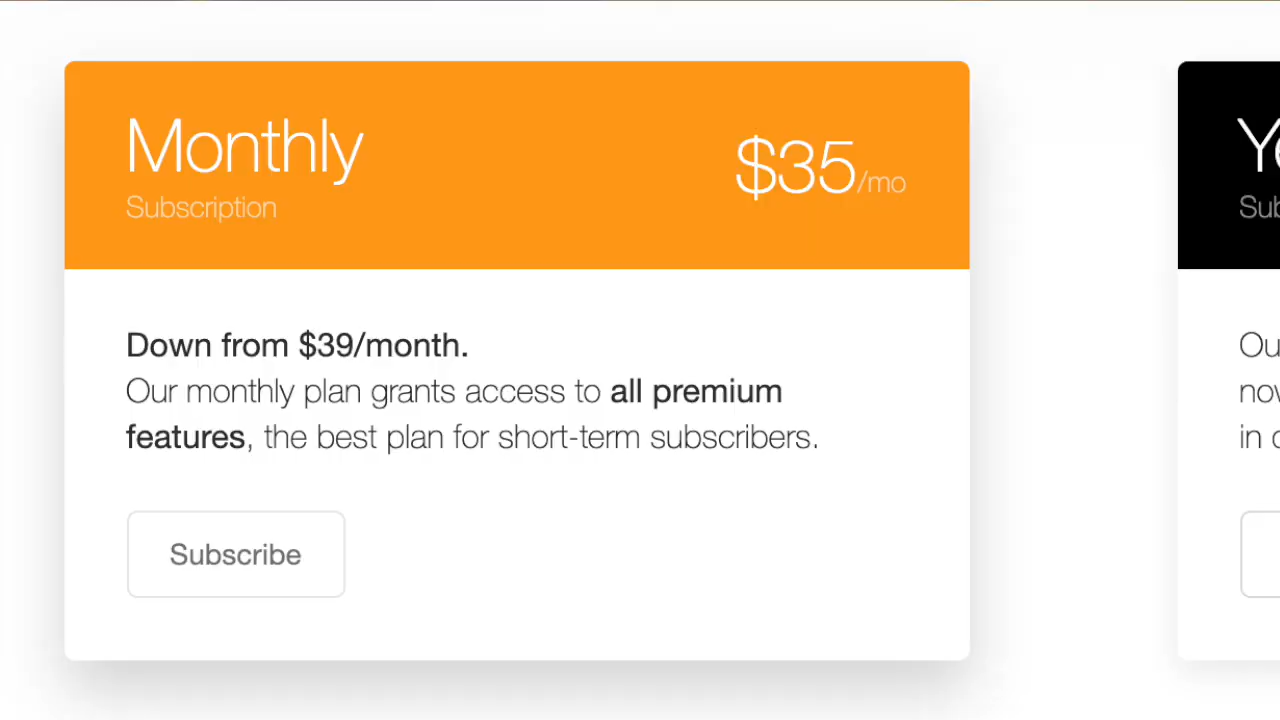 Monthly
Subscription
$35/mo
Down from $39/month.
Our monthly plan grants access to all premium
features, the best plan for short-term subscribers.
Subscribe